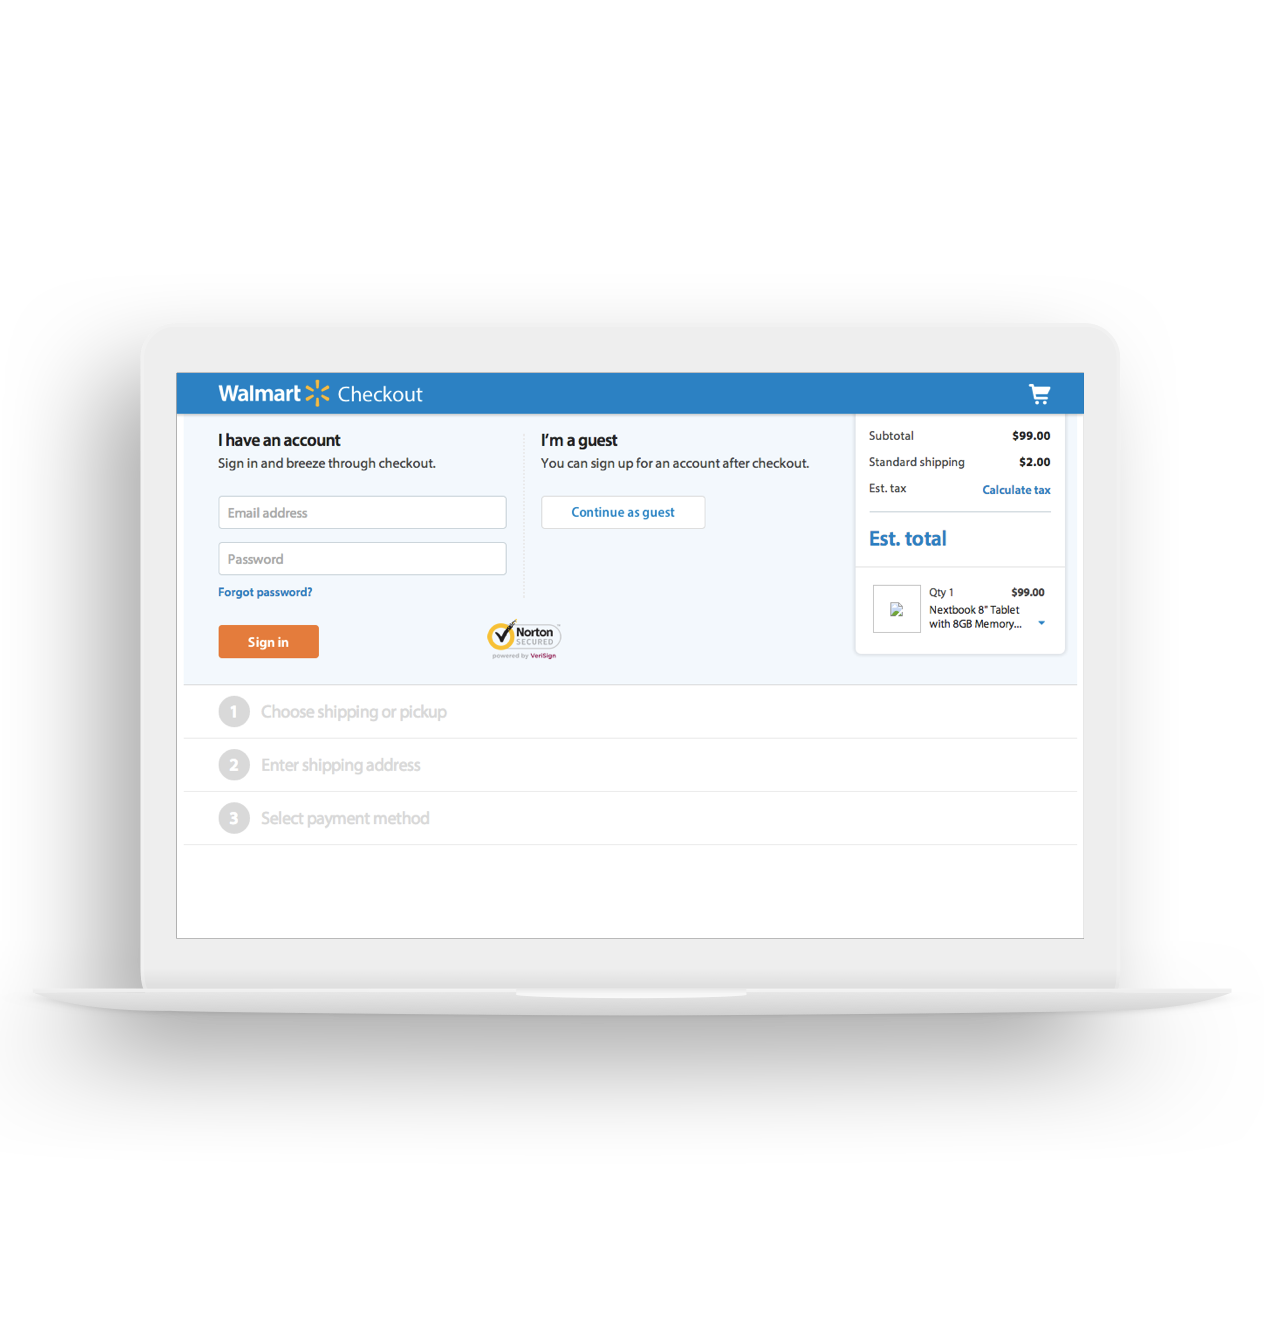 Walmart Checkout
I have an account
Sign in and breeze through checkout.
Email address
Password
Forgot password?
Sign in
I'm a guest
You can sign up for an account after checkout.
Continue as guest
Norton
SECURED
powered by VeriSign
Subtotal $99.00
Standard shipping $2.00
Est. tax Calculate tax
Est. total
Qty 1 $99.00
Nextbook 8" Tablet
with 8GB Memory...
1 Choose shipping or pickup
2 Enter shipping address
3 Select payment method